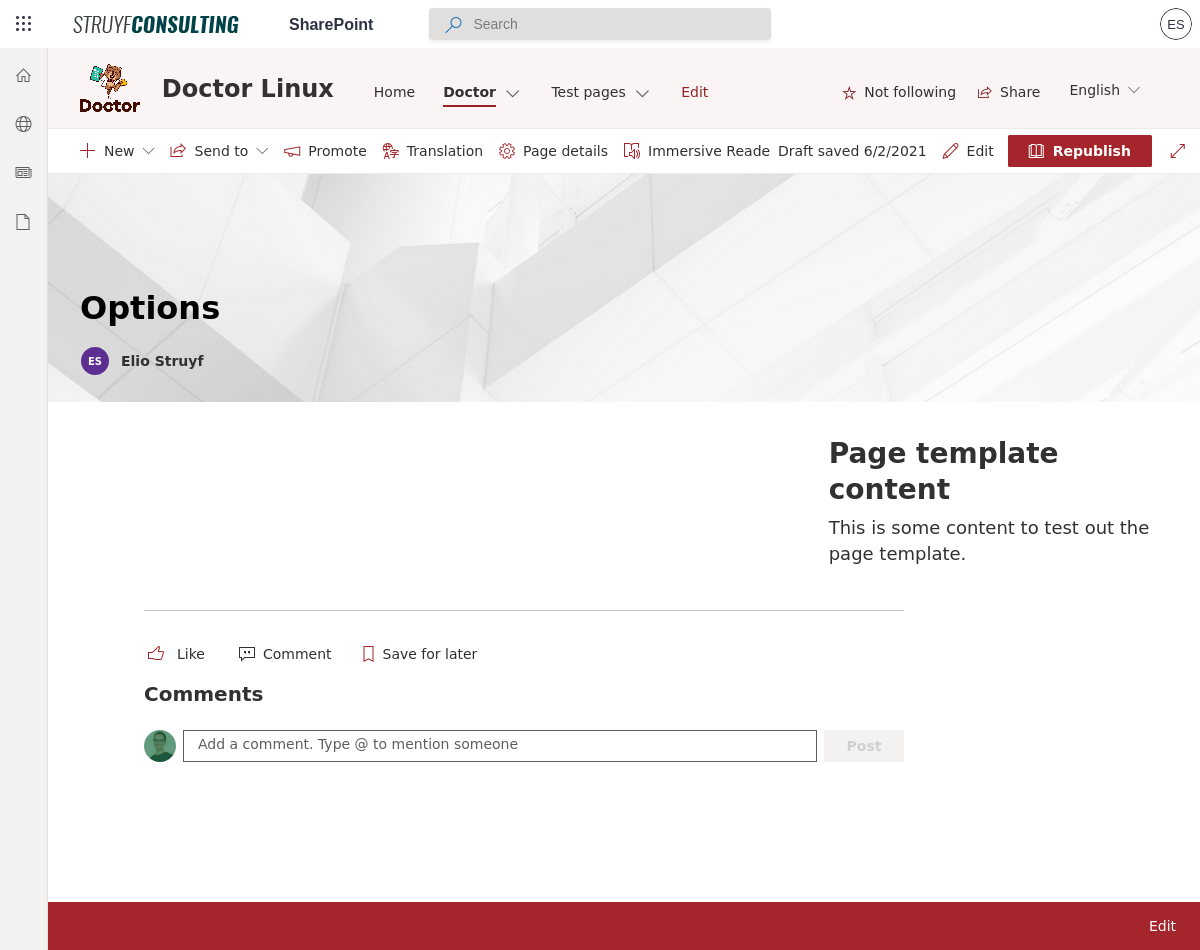 STRUYFCONSULTING SharePoint Search ES
Doctor Doctor Linux Home Doctor Test pages Edit Not following Share English
New Send to Promote Translation Page details Immersive Reade Draft saved 6/2/2021 Edit Republish
Options
ES Elio Struyf
Page template
content
This is some content to test out the
page template.
Like Comment Save for later
Comments
Add a comment. Type @ to mention someone Post
Edit